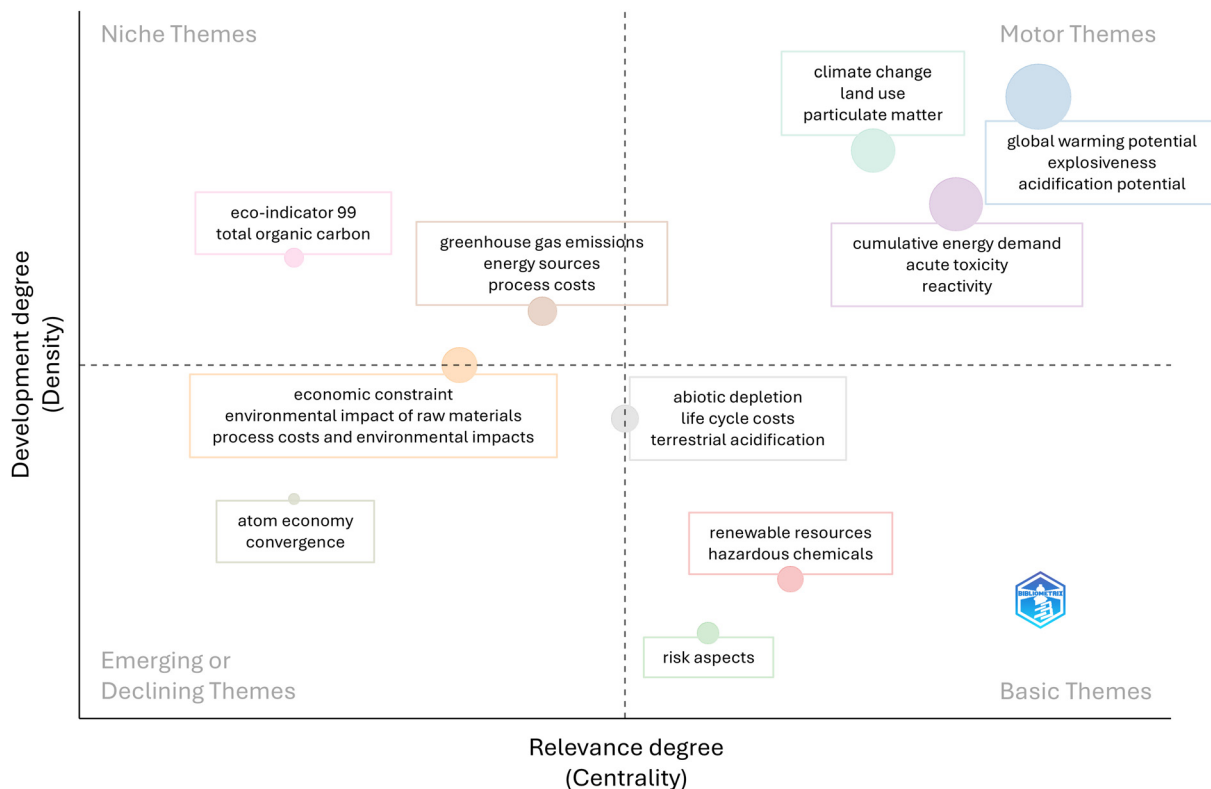 Niche Themes
Motor Themes
climate change
land use
particulate matter
global warming potential
explosiveness
acidification potential
eco-indicator 99
total organic carbon
greenhouse gas emissions
energy sources
process costs
cumulative energy demand
acute toxicity
reactivity
Development degree
(Density)
economic constraint
environmental impact of raw materials
process costs and environmental impacts
abiotic depletion
life cycle costs
terrestrial acidification
atom economy
convergence
renewable resources
hazardous chemicals
BIBLIOMETRIX
risk aspects
Emerging or
Declining Themes
Basic Themes
Relevance degree
(Centrality)